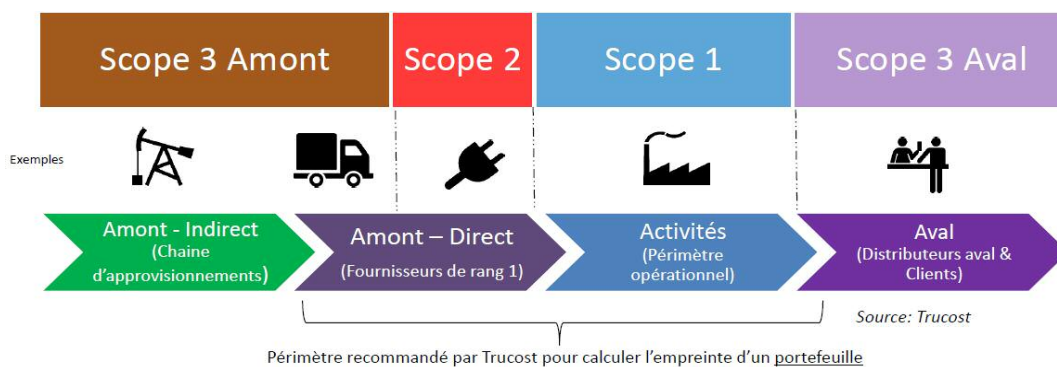 Scope 3 Amont
Scope 2
Scope 1
Scope 3 Aval
Exemples
Amont - Indirect
(Chaine
d'approvisionnements)
Amont – Direct
(Fournisseurs de rang 1)
Activités
(Périmètre
opérationnel)
Aval
(Distributeurs aval &
Clients)
Source: Trucost
Périmètre recommandé par Trucost pour calculer l'empreinte d'un portefeuille